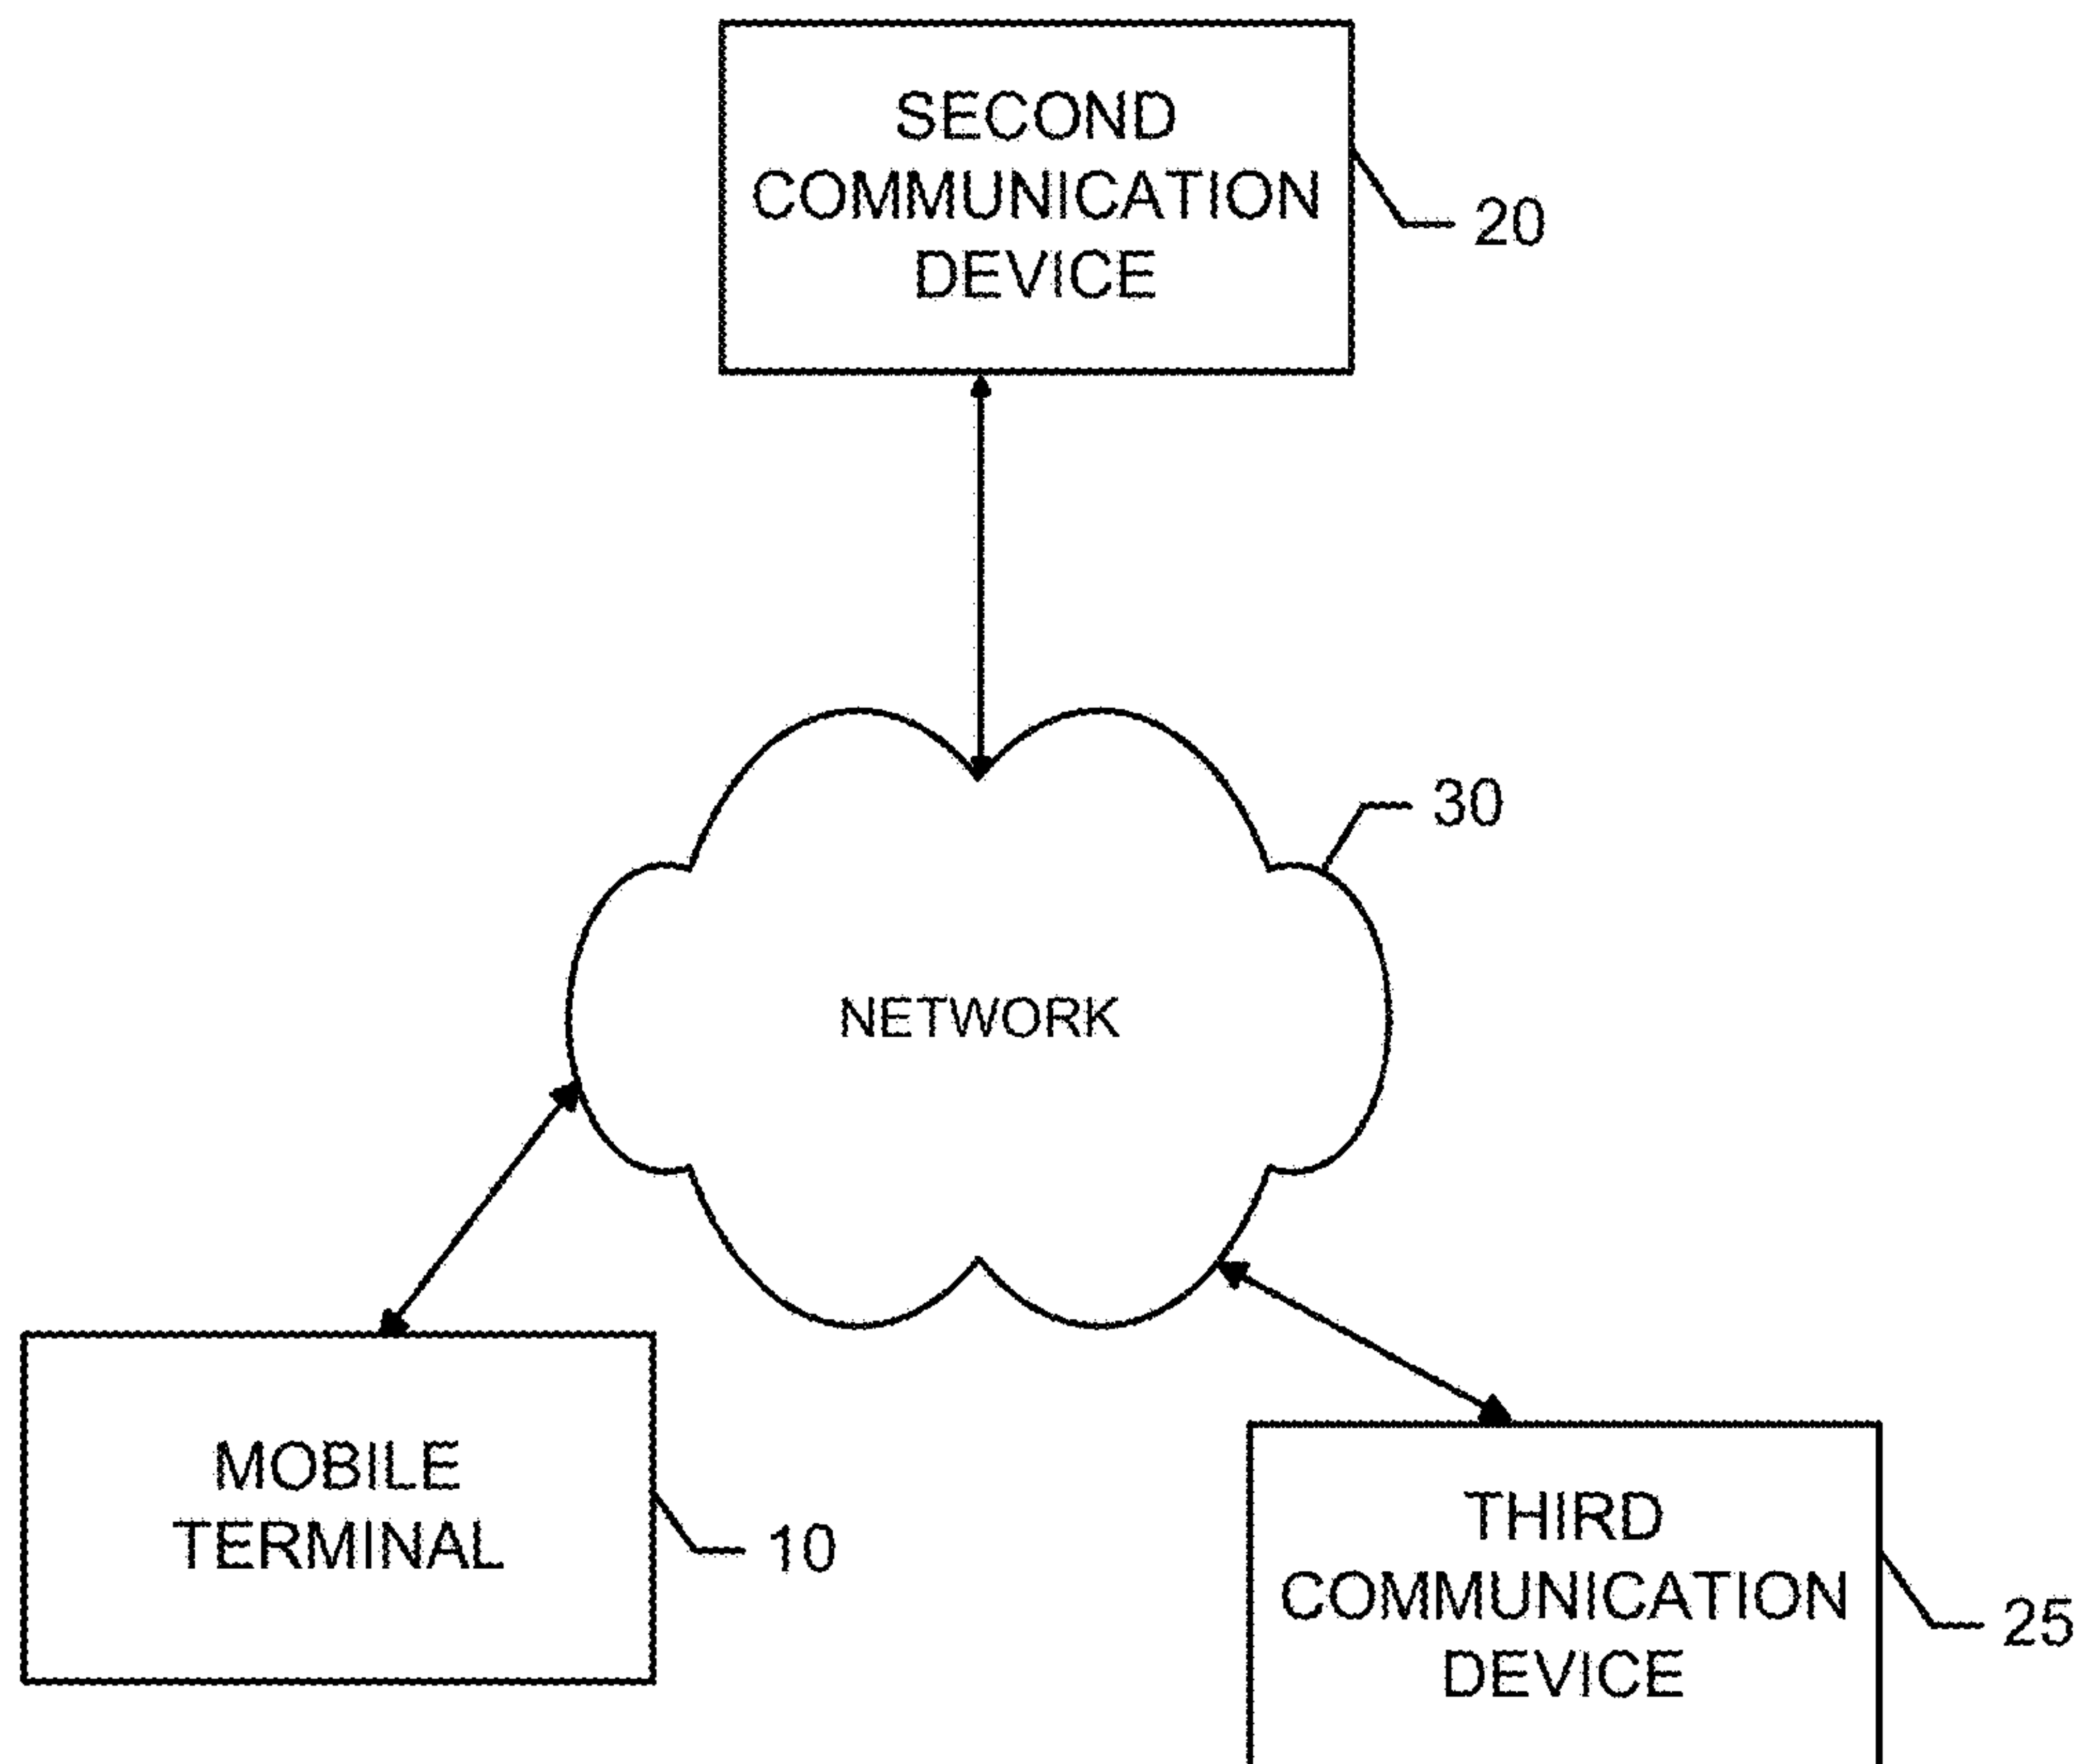 SECOND
COMMUNICATION
DEVICE
20
30
NETWORK
MOBILE
TERMINAL
10
THIRD
COMMUNICATION
DEVICE
25